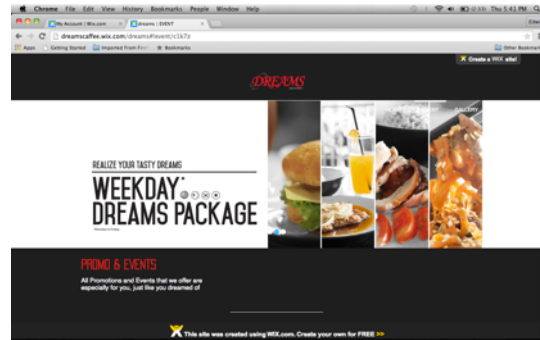 Chrome File Edit View History Bookmarks People Window Help
Thu 5:41 PM
My Account | Wix.com
dreams | EVENT
dreamscaffee.wix.com/dreams#!event/c1k7z
Apps Getting Started Imported From Firef Bookmarks Other Bookmark
Create a WiX site!
DREAMS
GALLERY
REALIZE YOUR TASTY DREAMS
WEEKDAY*
DREAMS PACKAGE
PROMO & EVENTS
All Promotions and Events that we offer are
especially for you, just like you dreamed of
This site was created using WIX.com. Create your own for FREE >>